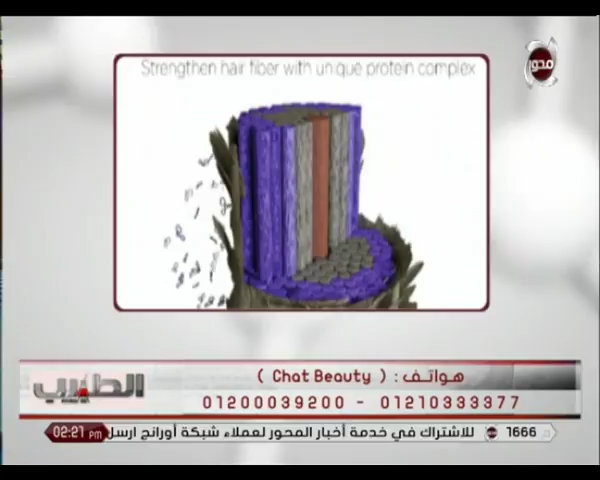 Strengthen hair fiber with unique protein complex
محور
هواتف : ( Chat Beauty )
الطبيب
01200039200 - 01210333377
1666 للاشتراك في خدمة أخبار المحور لعملاء شبكة أورانج ارسل
02:21 PM